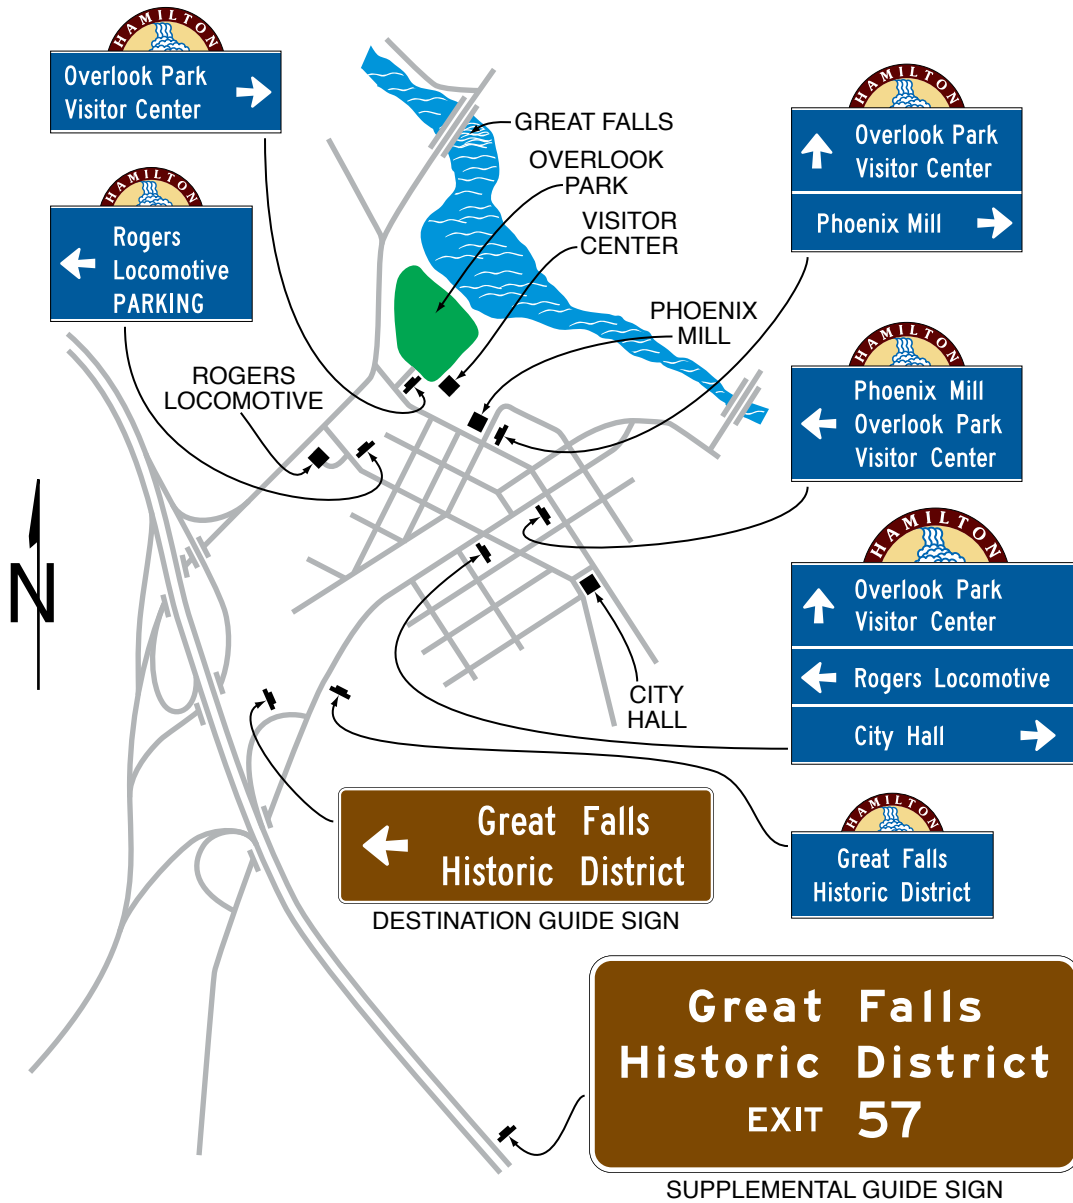 HAMILTON
Overlook Park
Visitor Center
HAMILTON
Rogers
Locomotive
PARKING
GREAT FALLS
OVERLOOK
PARK
VISITOR
CENTER
PHOENIX
MILL
ROGERS
LOCOMOTIVE
CITY
HALL
N
HAMILTON
Overlook Park
Visitor Center
Phoenix Mill
HAMILTON
Phoenix Mill
Overlook Park
Visitor Center
HAMILTON
Overlook Park
Visitor Center
Rogers Locomotive
City Hall
HAMILTON
Great Falls
Historic District
Great Falls
Historic District
DESTINATION GUIDE SIGN
Great Falls
Historic District
EXIT 57
SUPPLEMENTAL GUIDE SIGN